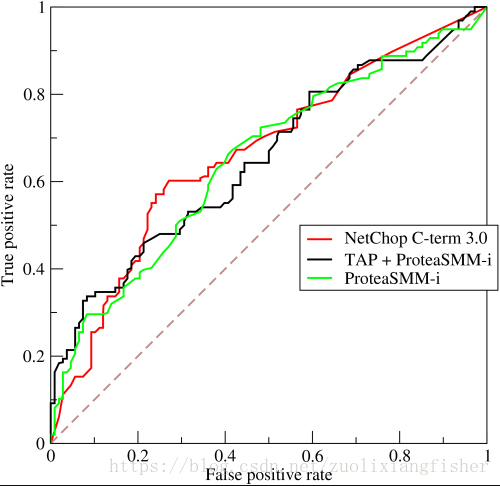 1
0.8
0.6
0.4
0.2
0
True positive rate
NetChop C-term 3.0
TAP + ProteaSMM-i
ProteaSMM-i
0 0.2 0.4 0.6 0.8 1
https://blog.csdn.net/zuolixiangfisher
False positive rate